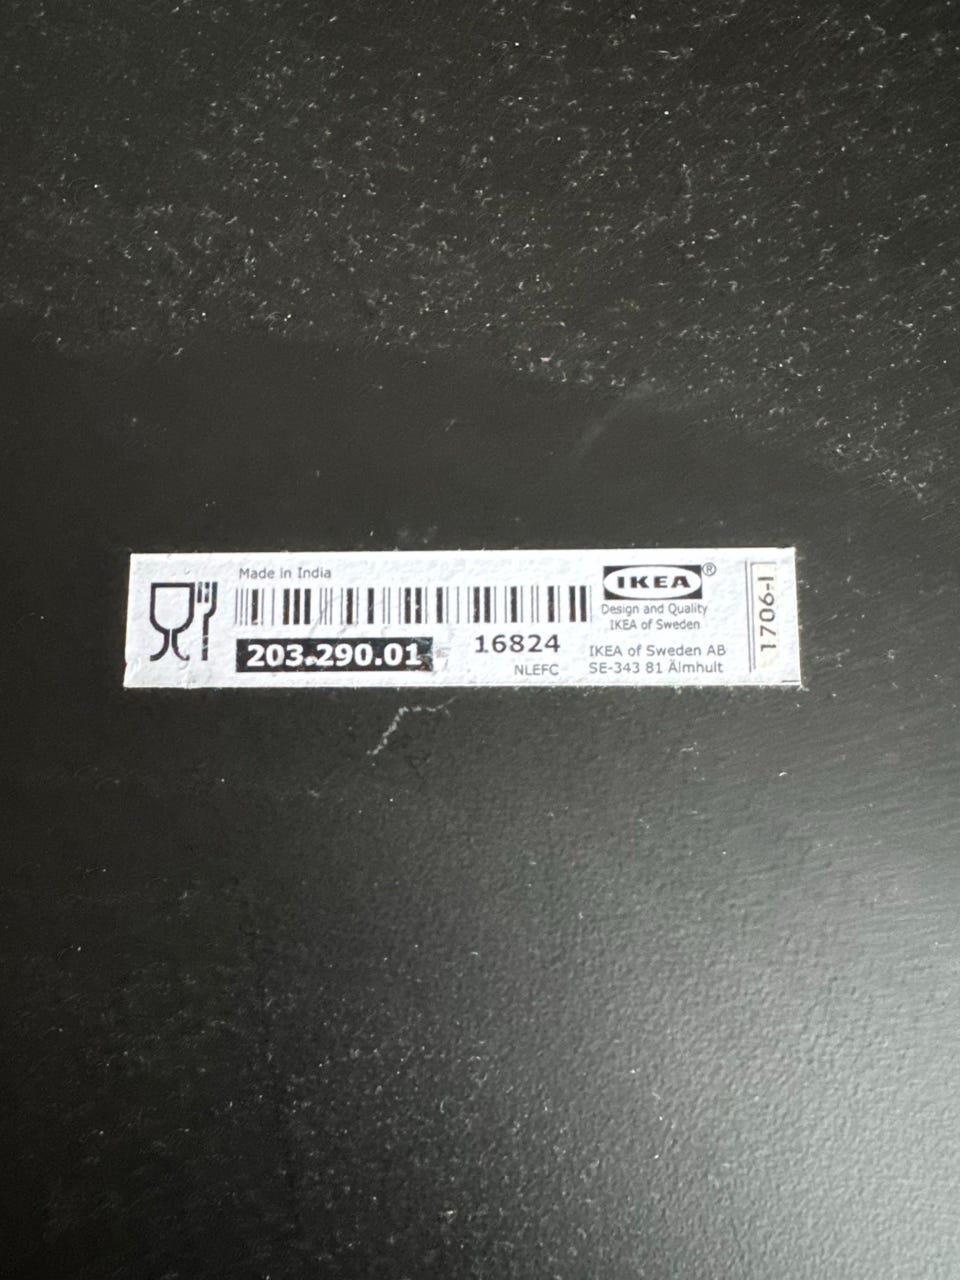 Made in India
203.290.01
16824
NLEFC
IKEA®
Design and Quality
IKEA of Sweden
IKEA of Sweden AB
SE-343 81 Älmhult
1706-I